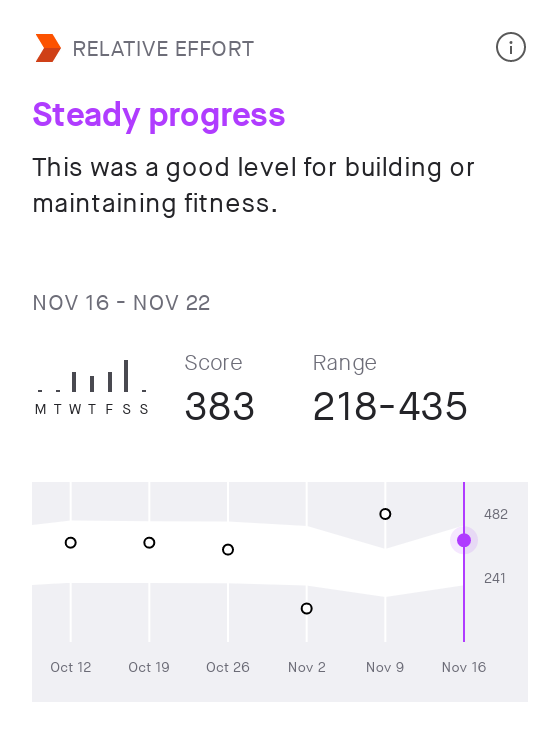 RELATIVE EFFORT
Steady progress
This was a good level for building or
maintaining fitness.
NOV 16 - NOV 22
Score Range
383 218-435
M T W T F S S
482
241
Oct 12 Oct 19 Oct 26 Nov 2 Nov 9 Nov 16